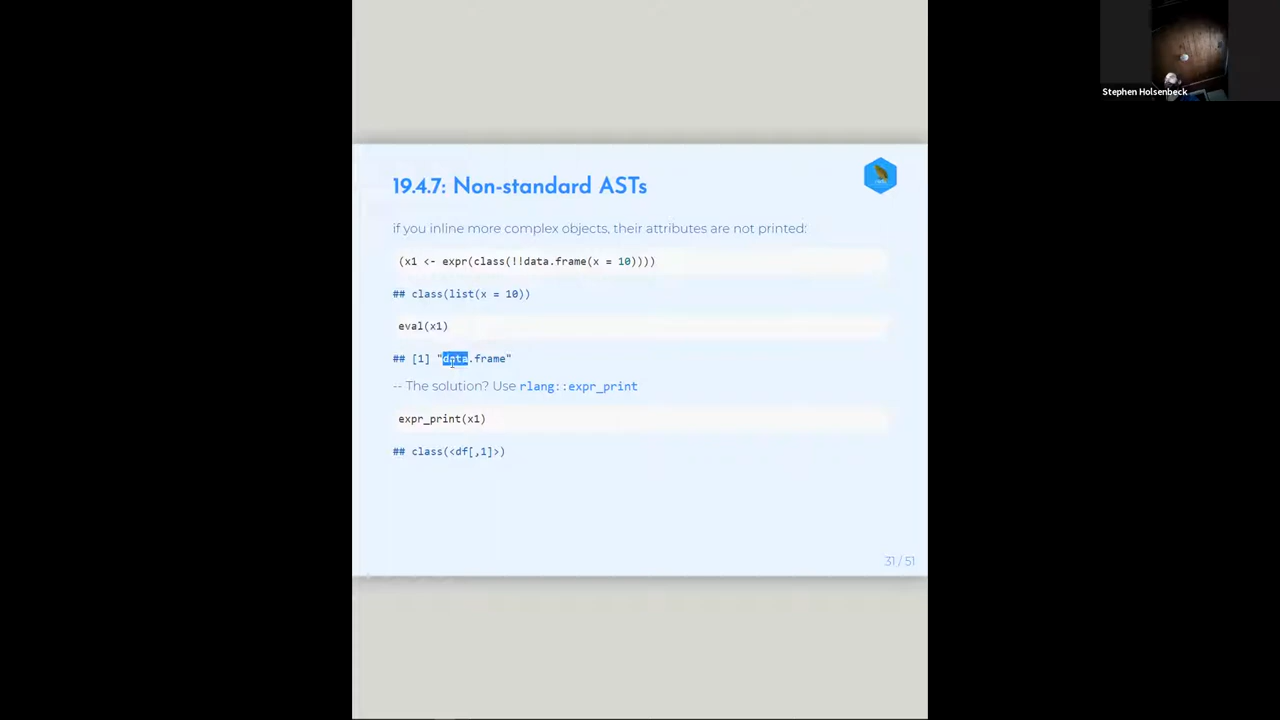 Stephen Holsenbeck
19.4.7: Non-standard ASTs
if you inline more complex objects, their attributes are not printed:
(x1 <- expr(class(!!data.frame(x = 10))))
## class(list(x = 10))
eval(x1)
## [1] "data.frame"
-- The solution? Use rlang::expr_print
expr_print(x1)
## class(<df[,1]>)
31 / 51